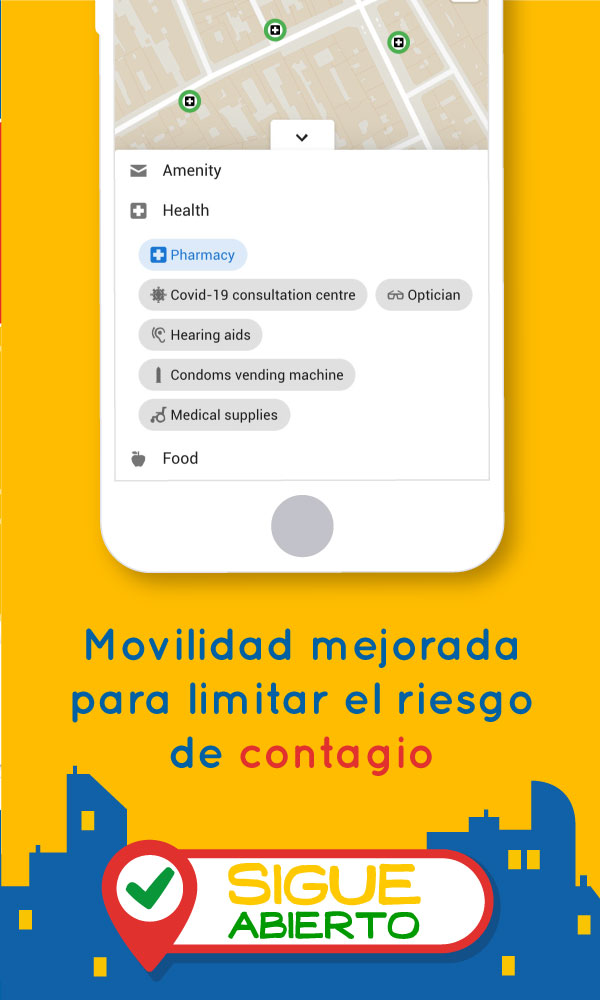 Amenity
Health
Pharmacy
Covid-19 consultation centre Optician
Hearing aids
Condoms vending machine
Medical supplies
Food
Movilidad mejorada
para limitar el riesgo
de contagio
SIGUE
ABIERTO